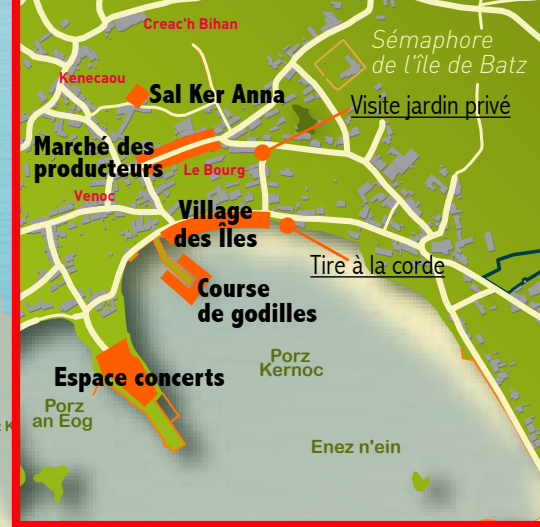 Creac'h Bihan
Sémaphore
de l'île de Batz
Kenecaou
Sal Ker Anna
Visite jardin privé
Marché des
producteurs
Le Bourg
Venoc
Village
des Îles
Tire à la corde
Course
de godilles
Porz
Kernoc
Espace concerts
Porz
an Eog
Enez n'ein